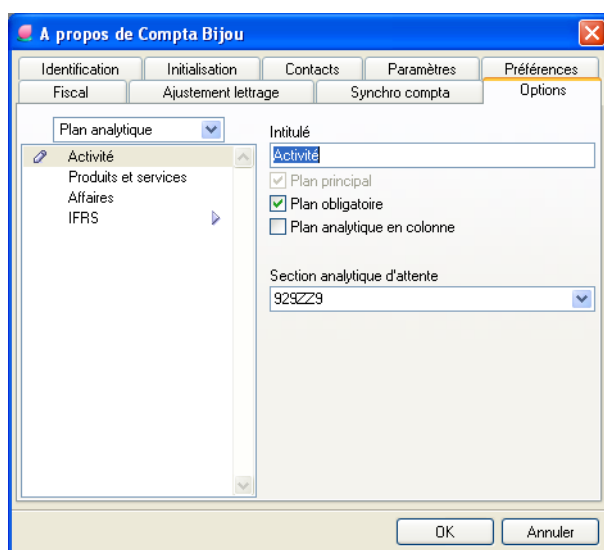 A propos de Compta Bijou
Identification Initialisation Contacts Paramètres Préférences
Fiscal Ajustement lettrage Synchro compta Options
Plan analytique
Activité
Produits et services
Affaires
IFRS
Intitulé
Activité
Plan principal
Plan obligatoire
Plan analytique en colonne
Section analytique d'attente
929ZZ9
OK Annuler